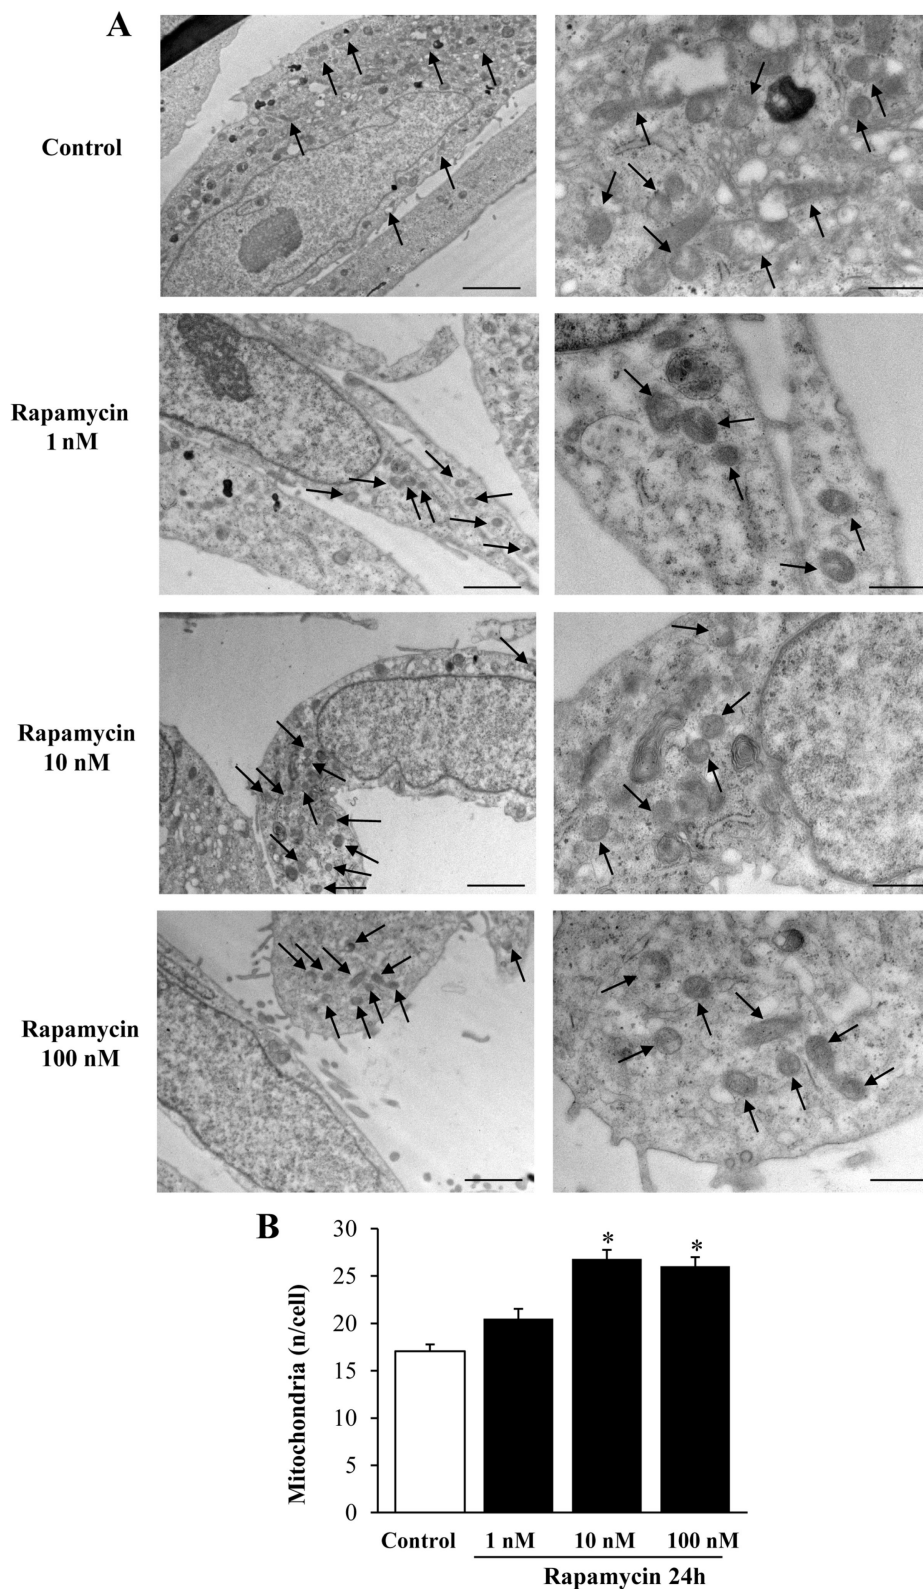 A
Control
Rapamycin
1 nM
Rapamycin
10 nM
Rapamycin
100 nM
B
Mitochondria (n/cell)
30
25
20
15
10
5
0
*
*
Control
1 nM
10 nM
100 nM
Rapamycin 24h